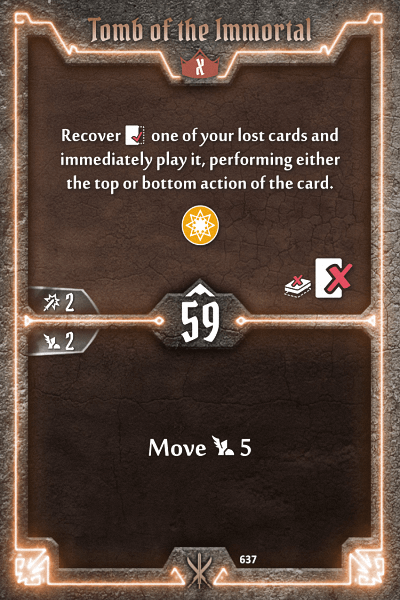 Tomb of the Immortal
X
Recover one of your lost cards and
immediately play it, performing either
the top or bottom action of the card.
2
59
2
Move 5
637